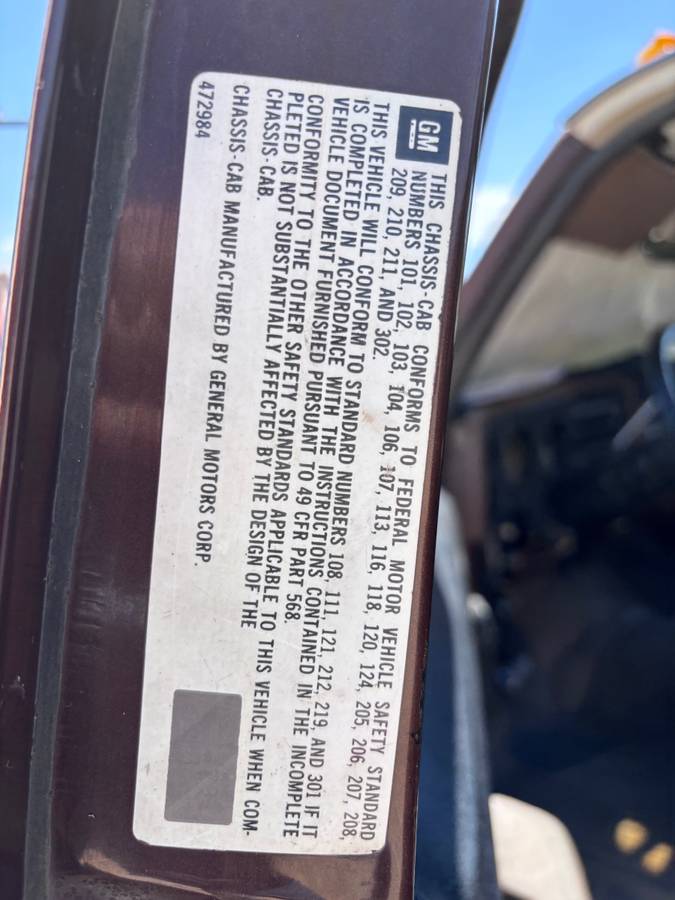 GM
THIS CHASSIS-CAB CONFORMS TO FEDERAL MOTOR VEHICLE SAFETY STANDARD
NUMBERS 101, 102, 103, 104, 106, 107, 113, 116, 118, 120, 124, 205, 206, 207, 208,
209, 210, 211, AND 302.
THIS VEHICLE WILL CONFORM TO STANDARD NUMBERS 108, 111, 121, 212, 219, AND 301 IF IT
IS COMPLETED IN ACCORDANCE WITH THE INSTRUCTIONS CONTAINED IN THE INCOMPLETE
VEHICLE DOCUMENT FURNISHED PURSUANT TO 49 CFR PART 568.
CONFORMITY TO THE OTHER SAFETY STANDARDS APPLICABLE TO THIS VEHICLE WHEN COM-
PLETED IS NOT SUBSTANTIALLY AFFECTED BY THE DESIGN OF THE
CHASSIS-CAB.
CHASSIS-CAB MANUFACTURED BY GENERAL MOTORS CORP.
472984